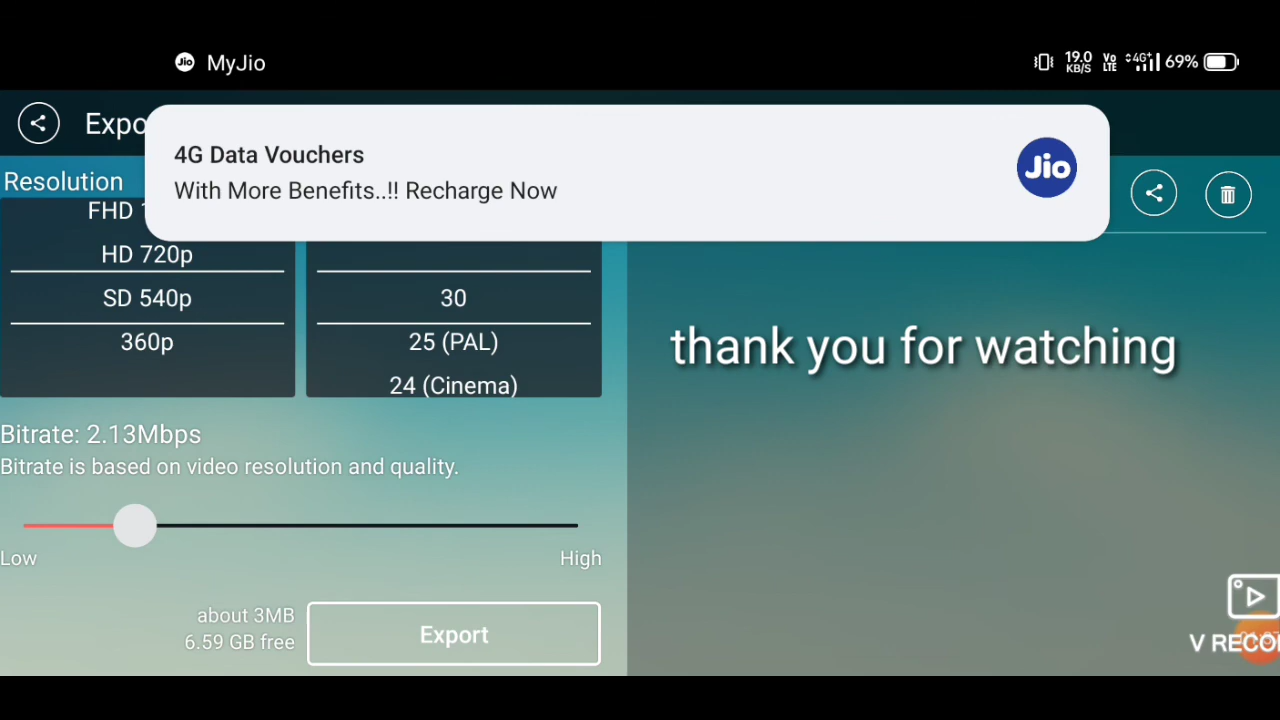 MyJio
19.0
KB/S
Vo
LTE
4G+
69%
4G Data Vouchers
With More Benefits..!! Recharge Now
Jio
Resolution
FHD
HD 720p
SD 540p
360p
30
25 (PAL)
24 (Cinema)
Bitrate: 2.13Mbps
Bitrate is based on video resolution and quality.
Low
High
about 3MB
6.59 GB free
Export
thank you for watching